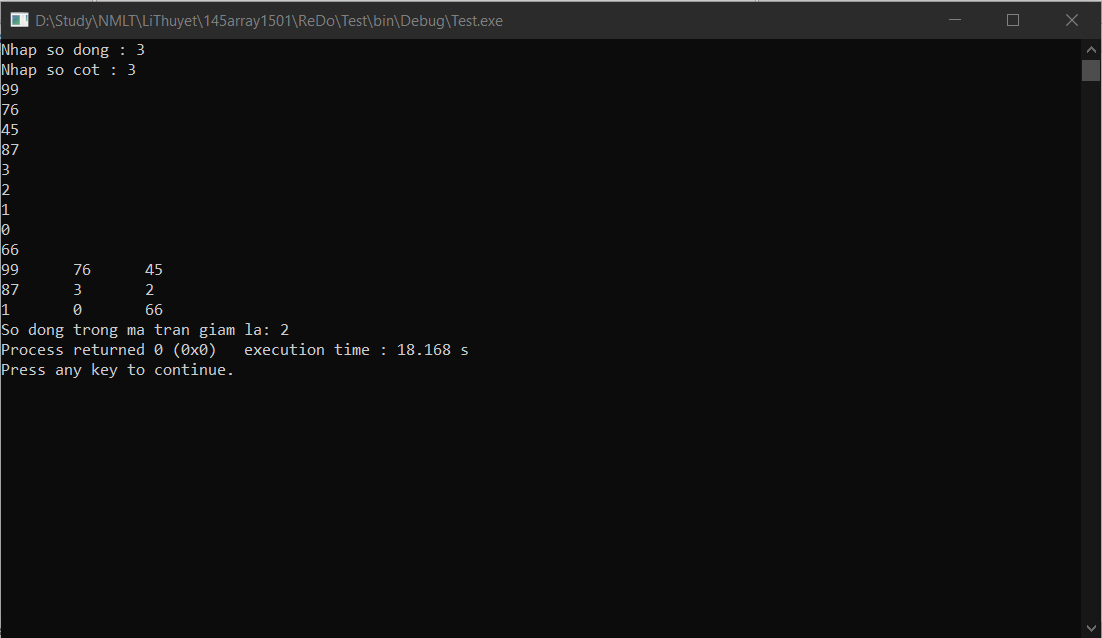 D:\Study\NMLT\LiThuyet\145array1501\ReDo\Test\bin\Debug\Test.exe
Nhap so dong : 3
Nhap so cot : 3
99
76
45
87
3
2
1
0
66
99 76 45
87 3 2
1 0 66
So dong trong ma tran giam la: 2
Process returned 0 (0x0) execution time : 18.168 s
Press any key to continue.